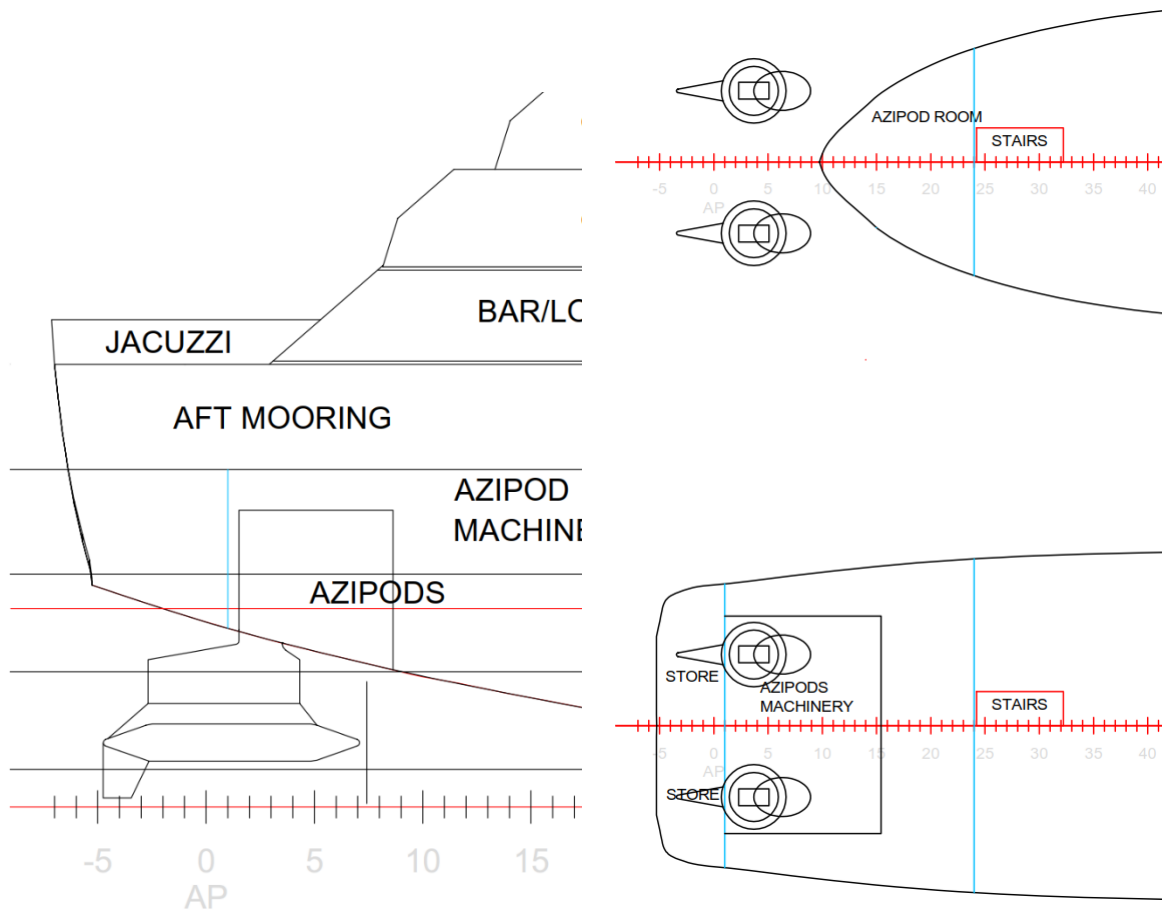 JACUZZI
BAR/LO
AFT MOORING
AZIPOD
MACHINE
AZIPODS
-5 0 5 10 15
AP
AZIPOD ROOM
STAIRS
-5 0 5 10 15 20 25 30 35 40
AP
STORE
AZIPODS
MACHINERY
STAIRS
-5 0 5 10 15 20 25 30 35 40
AP
STORE